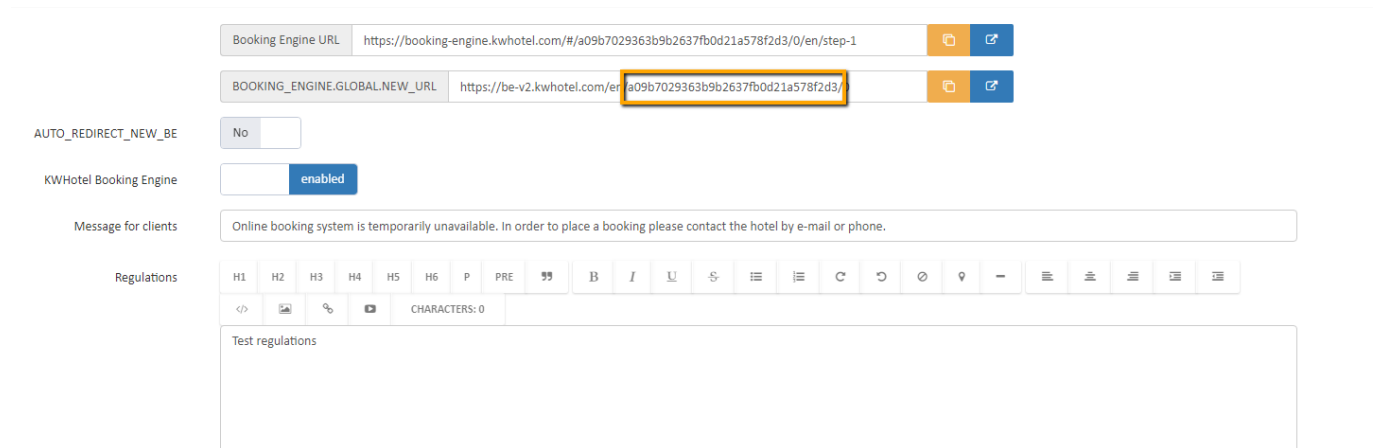 Booking Engine URL https://booking-engine.kwhotel.com/#/a09b7029363b9b2637fb0d21a578f2d3/0/en/step-1
BOOKING_ENGINE.GLOBAL.NEW_URL https://be-v2.kwhotel.com/en/a09b7029363b9b2637fb0d21a578f2d3/0
AUTO_REDIRECT_NEW_BE No
KWHotel Booking Engine enabled
Message for clients Online booking system is temporarily unavailable. In order to place a booking please contact the hotel by e-mail or phone.
Regulations H1 H2 H3 H4 H5 H6 P PRE ” B I U S
</> CHARACTERS: 0
Test regulations